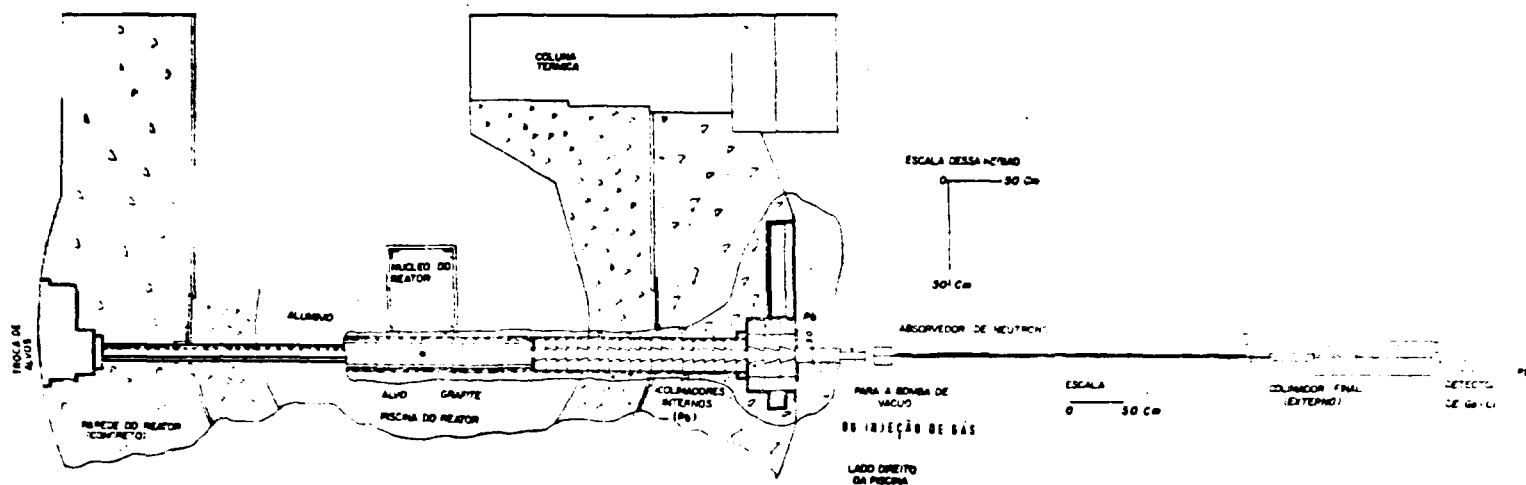 COLUNA
TERMICA
ESCALA DESSA REGIAO
0 50 Cm
50 Cm
NUCLEO DO
REATOR
ALUMINIO
TROCA DE
ALVOS
Pb
ABSORVEDOR DE NEUTRONS
ALVO GRAFITE
PISCINA DO REATOR
PAREDE DO REATOR
(CONCRETO)
COLIMADORES
INTERNOS
(Pb)
PARA A BOMBA DE
VACUO
OU INJEÇÃO DE GÁS
LADO DIREITO
DA PISCINA
ESCALA
0 50 Cm
COLIMADOR FINAL
(EXTERNO)
DETECTOR
DE Ge-Li